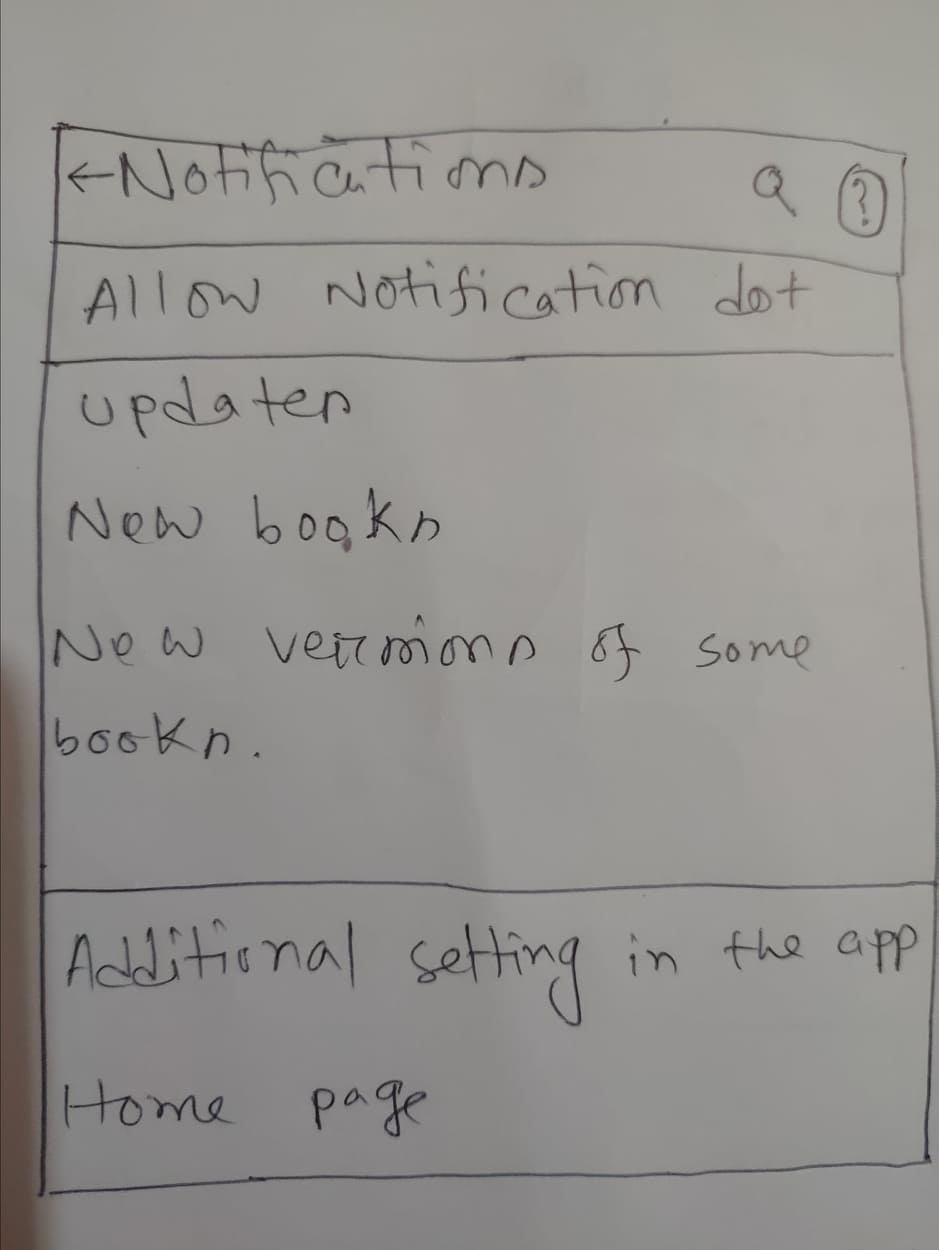 ← Notifications Q ?
Allow Notification dot
updates
New books
New versions of some
books.
Additional setting in the app
Home page